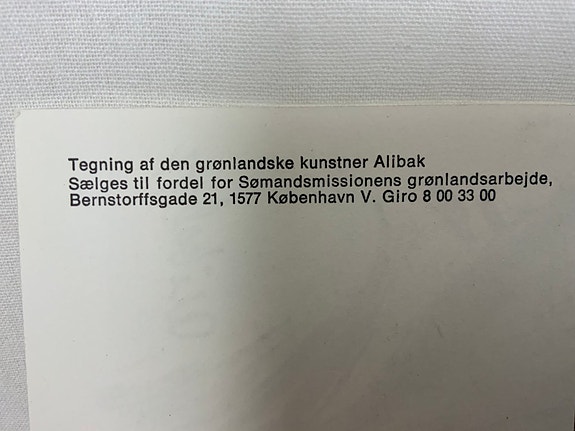 Tegning af den grønlandske kunstner Alibak
Sælges til fordel for Sømandsmissionens grønlandsarbejde,
Bernstorffsgade 21, 1577 København V. Giro 8 00 33 00